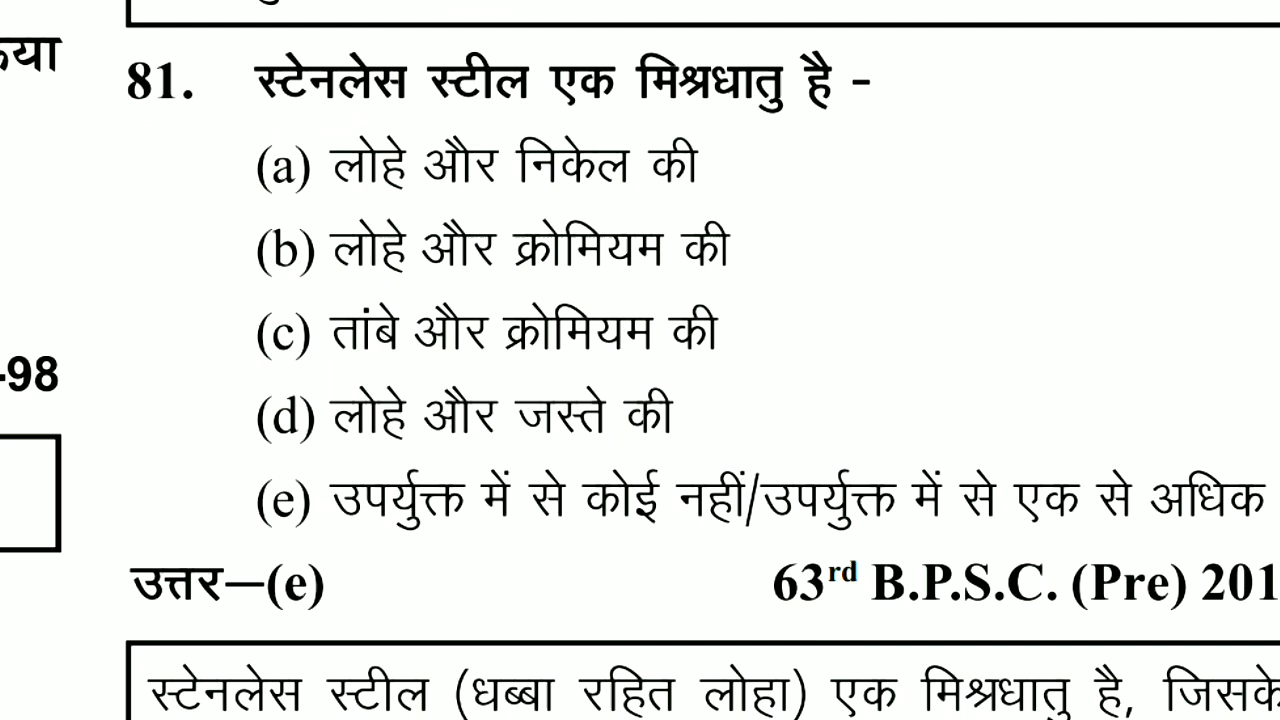 81. स्टेनलेस स्टील एक मिश्रधातु है -
(a) लोहे और निकेल की
(b) लोहे और क्रोमियम की
(c) तांबे और क्रोमियम की
(d) लोहे और जस्ते की
-98
(e) उपर्युक्त में से कोई नहीं/उपर्युक्त में से एक से अधिक
उत्तर—(e) 63rd B.P.S.C. (Pre) 201
स्टेनलेस स्टील (धब्बा रहित लोहा) एक मिश्रधातु है, जिसके